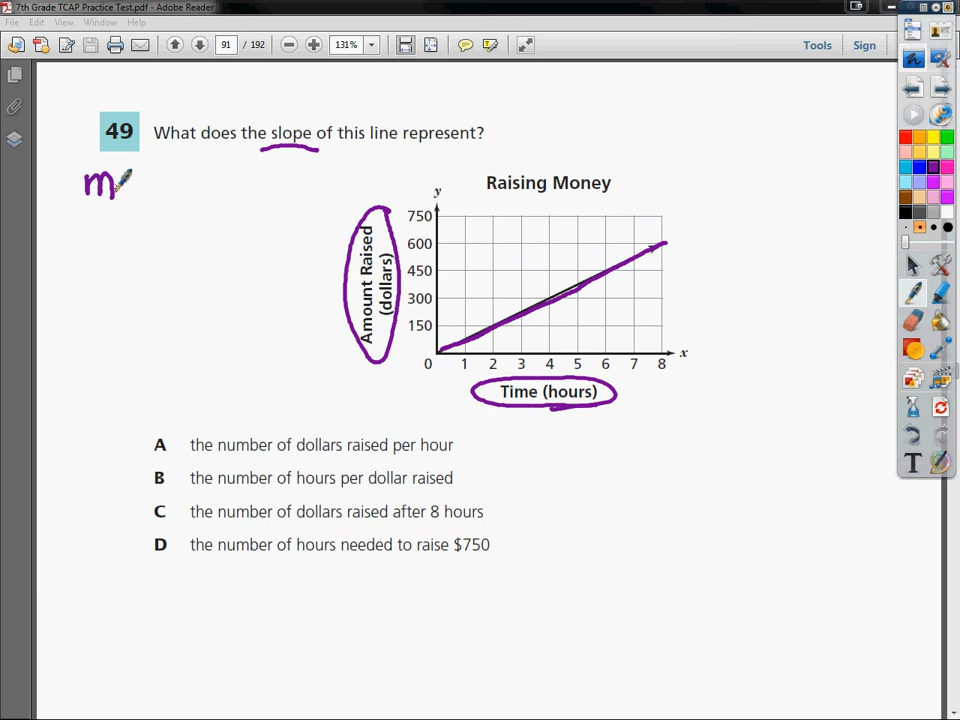 7th Grade TCAP Practice Test.pdf - Adobe Reader
File Edit View Window Help
91 / 192 131% Tools Sign
49 What does the slope of this line represent?
m
Raising Money
y
750
600
450
300
150
0
Amount Raised
(dollars)
1 2 3 4 5 6 7 8
x
Time (hours)
A the number of dollars raised per hour
B the number of hours per dollar raised
C the number of dollars raised after 8 hours
D the number of hours needed to raise $750
T